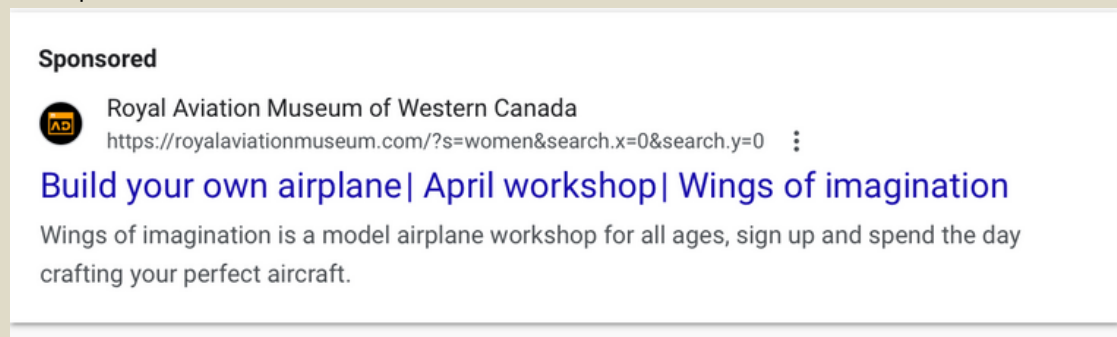 Sponsored
AD
Royal Aviation Museum of Western Canada
https://royalaviationmuseum.com/?s=women&search.x=0&search.y=0
Build your own airplane| April workshop| Wings of imagination
Wings of imagination is a model airplane workshop for all ages, sign up and spend the day
crafting your perfect aircraft.